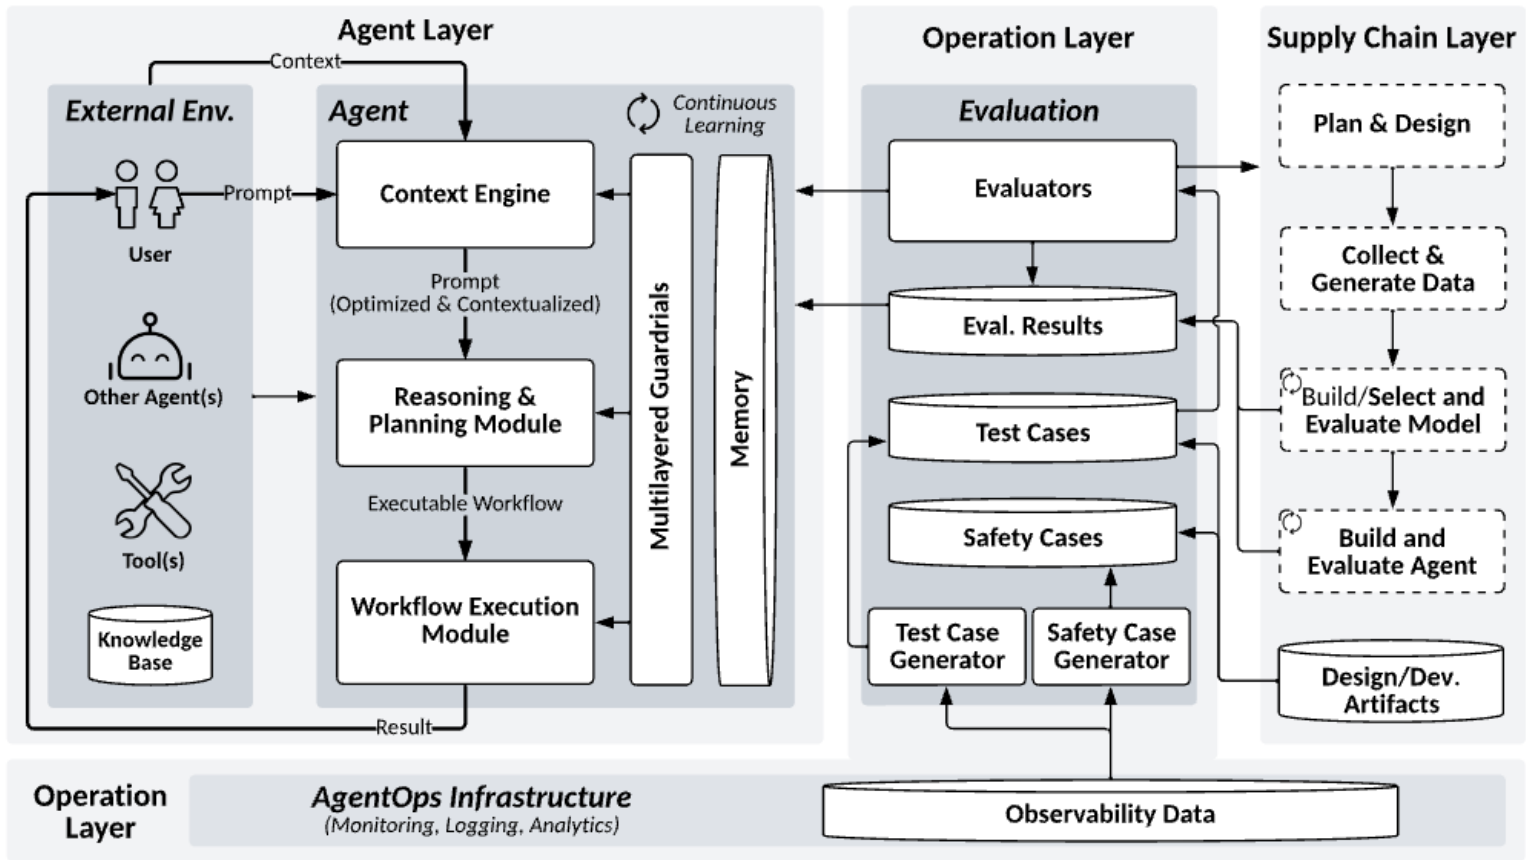 Agent Layer
Context
External Env.
User
Other Agent(s)
Tool(s)
Knowledge
Base
Prompt
Agent
Continuous
Learning
Context Engine
Prompt
(Optimized & Contextualized)
Reasoning &
Planning Module
Executable Workflow
Workflow Execution
Module
Result
Multilayered Guardrials
Memory
Operation Layer
Evaluation
Evaluators
Eval. Results
Test Cases
Safety Cases
Test Case
Generator
Safety Case
Generator
Supply Chain Layer
Plan & Design
Collect &
Generate Data
Build/Select and
Evaluate Model
Build and
Evaluate Agent
Design/Dev.
Artifacts
Operation
Layer
AgentOps Infrastructure
(Monitoring, Logging, Analytics)
Observability Data